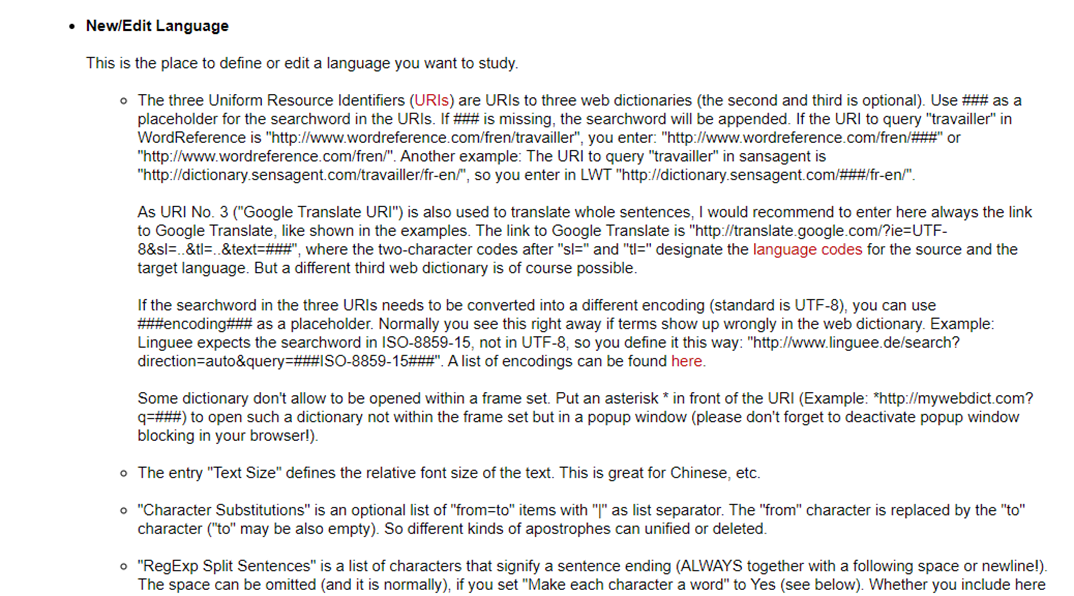 • New/Edit Language
This is the place to define or edit a language you want to study.
○ The three Uniform Resource Identifiers (URIs) are URIs to three web dictionaries (the second and third is optional). Use ### as a
placeholder for the searchword in the URIs. If ### is missing, the searchword will be appended. If the URI to query "travailler" in
WordReference is "http://www.wordreference.com/fren/travailler", you enter: "http://www.wordreference.com/fren/###" or
"http://www.wordreference.com/fren/". Another example: The URI to query "travailler" in sansagent is
"http://dictionary.sensagent.com/travailler/fr-en/", so you enter in LWT "http://dictionary.sensagent.com/###/fr-en/".
As URI No. 3 ("Google Translate URI") is also used to translate whole sentences, I would recommend to enter here always the link
to Google Translate, like shown in the examples. The link to Google Translate is "http://translate.google.com/?ie=UTF-
8&sl=..&tl=..&text=###", where the two-character codes after "sl=" and "tl=" designate the language codes for the source and the
target language. But a different third web dictionary is of course possible.
If the searchword in the three URIs needs to be converted into a different encoding (standard is UTF-8), you can use
###encoding### as a placeholder. Normally you see this right away if terms show up wrongly in the web dictionary. Example:
Linguee expects the searchword in ISO-8859-15, not in UTF-8, so you define it this way: "http://www.linguee.de/search?
direction=auto&query=###ISO-8859-15###". A list of encodings can be found here.
Some dictionary don't allow to be opened within a frame set. Put an asterisk * in front of the URI (Example: *http://mywebdict.com?
q=###) to open such a dictionary not within the frame set but in a popup window (please don't forget to deactivate popup window
blocking in your browser!).
○ The entry "Text Size" defines the relative font size of the text. This is great for Chinese, etc.
○ "Character Substitutions" is an optional list of "from=to" items with "|" as list separator. The "from" character is replaced by the "to"
character ("to" may be also empty). So different kinds of apostrophes can unified or deleted.
○ "RegExp Split Sentences" is a list of characters that signify a sentence ending (ALWAYS together with a following space or newline!).
The space can be omitted (and it is normally), if you set "Make each character a word" to Yes (see below). Whether you include here